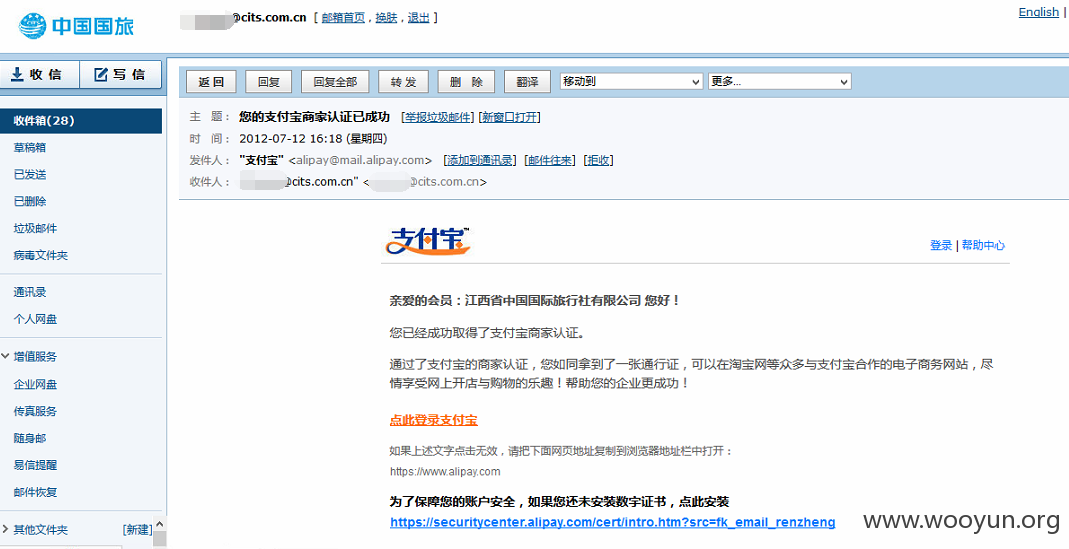 中国国旅
@cits.com.cn [ 邮箱首页 , 换肤 , 退出 ]
English |
收 信 写 信
返 回 回复 回复全部 转 发 删 除 翻译 移动到 更多...
收件箱(28)
草稿箱
已发送
已删除
垃圾邮件
病毒文件夹
通讯录
个人网盘
增值服务
企业网盘
传真服务
随身邮
易信提醒
邮件恢复
其他文件夹 [新建]
主 题： 您的支付宝商家认证已成功 [举报垃圾邮件] [新窗口打开]
时 间： 2012-07-12 16:18 (星期四)
发件人： "支付宝" <alipay@mail.alipay.com> [添加到通讯录] [邮件往来] [拒收]
收件人： @cits.com.cn" < @cits.com.cn>
支付宝™
登录 | 帮助中心
亲爱的会员：江西省中国国际旅行社有限公司 您好！
您已经成功取得了支付宝商家认证。
通过了支付宝的商家认证，您如同拿到了一张通行证，可以在淘宝网等众多与支付宝合作的电子商务网站，尽
情享受网上开店与购物的乐趣！帮助您的企业更成功！
点此登录支付宝
如果上述文字点击无效，请把下面网页地址复制到浏览器地址栏中打开：
https://www.alipay.com
为了保障您的账户安全，如果您还未安装数字证书，点此安装
https://securitycenter.alipay.com/cert/intro.htm?src=fk_email_renzheng
www.wooyun.org